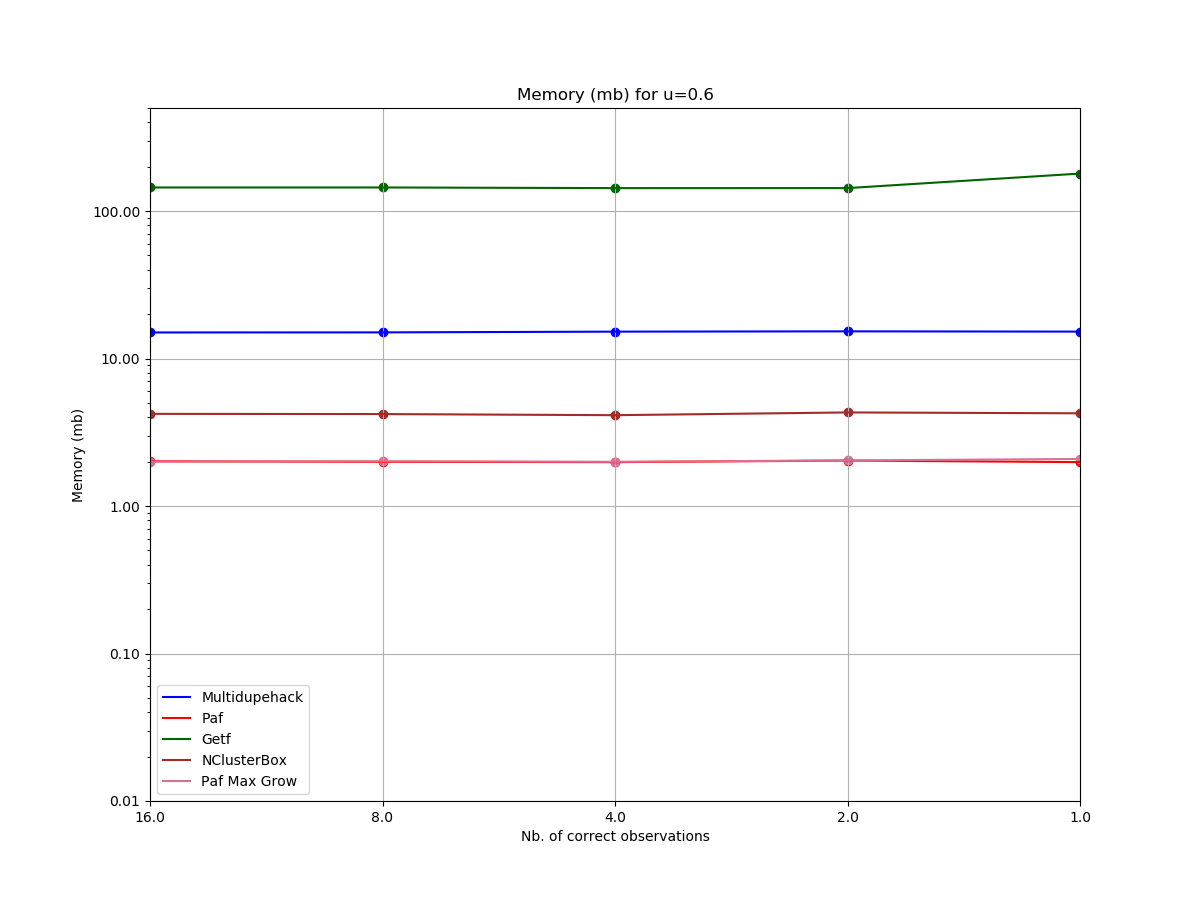 Memory (mb) for u=0.6
100.00
10.00
1.00
0.10
0.01
Memory (mb)
Multidupehack
Paf
Getf
NClusterBox
Paf Max Grow
16.0 8.0 4.0 2.0 1.0
Nb. of correct observations